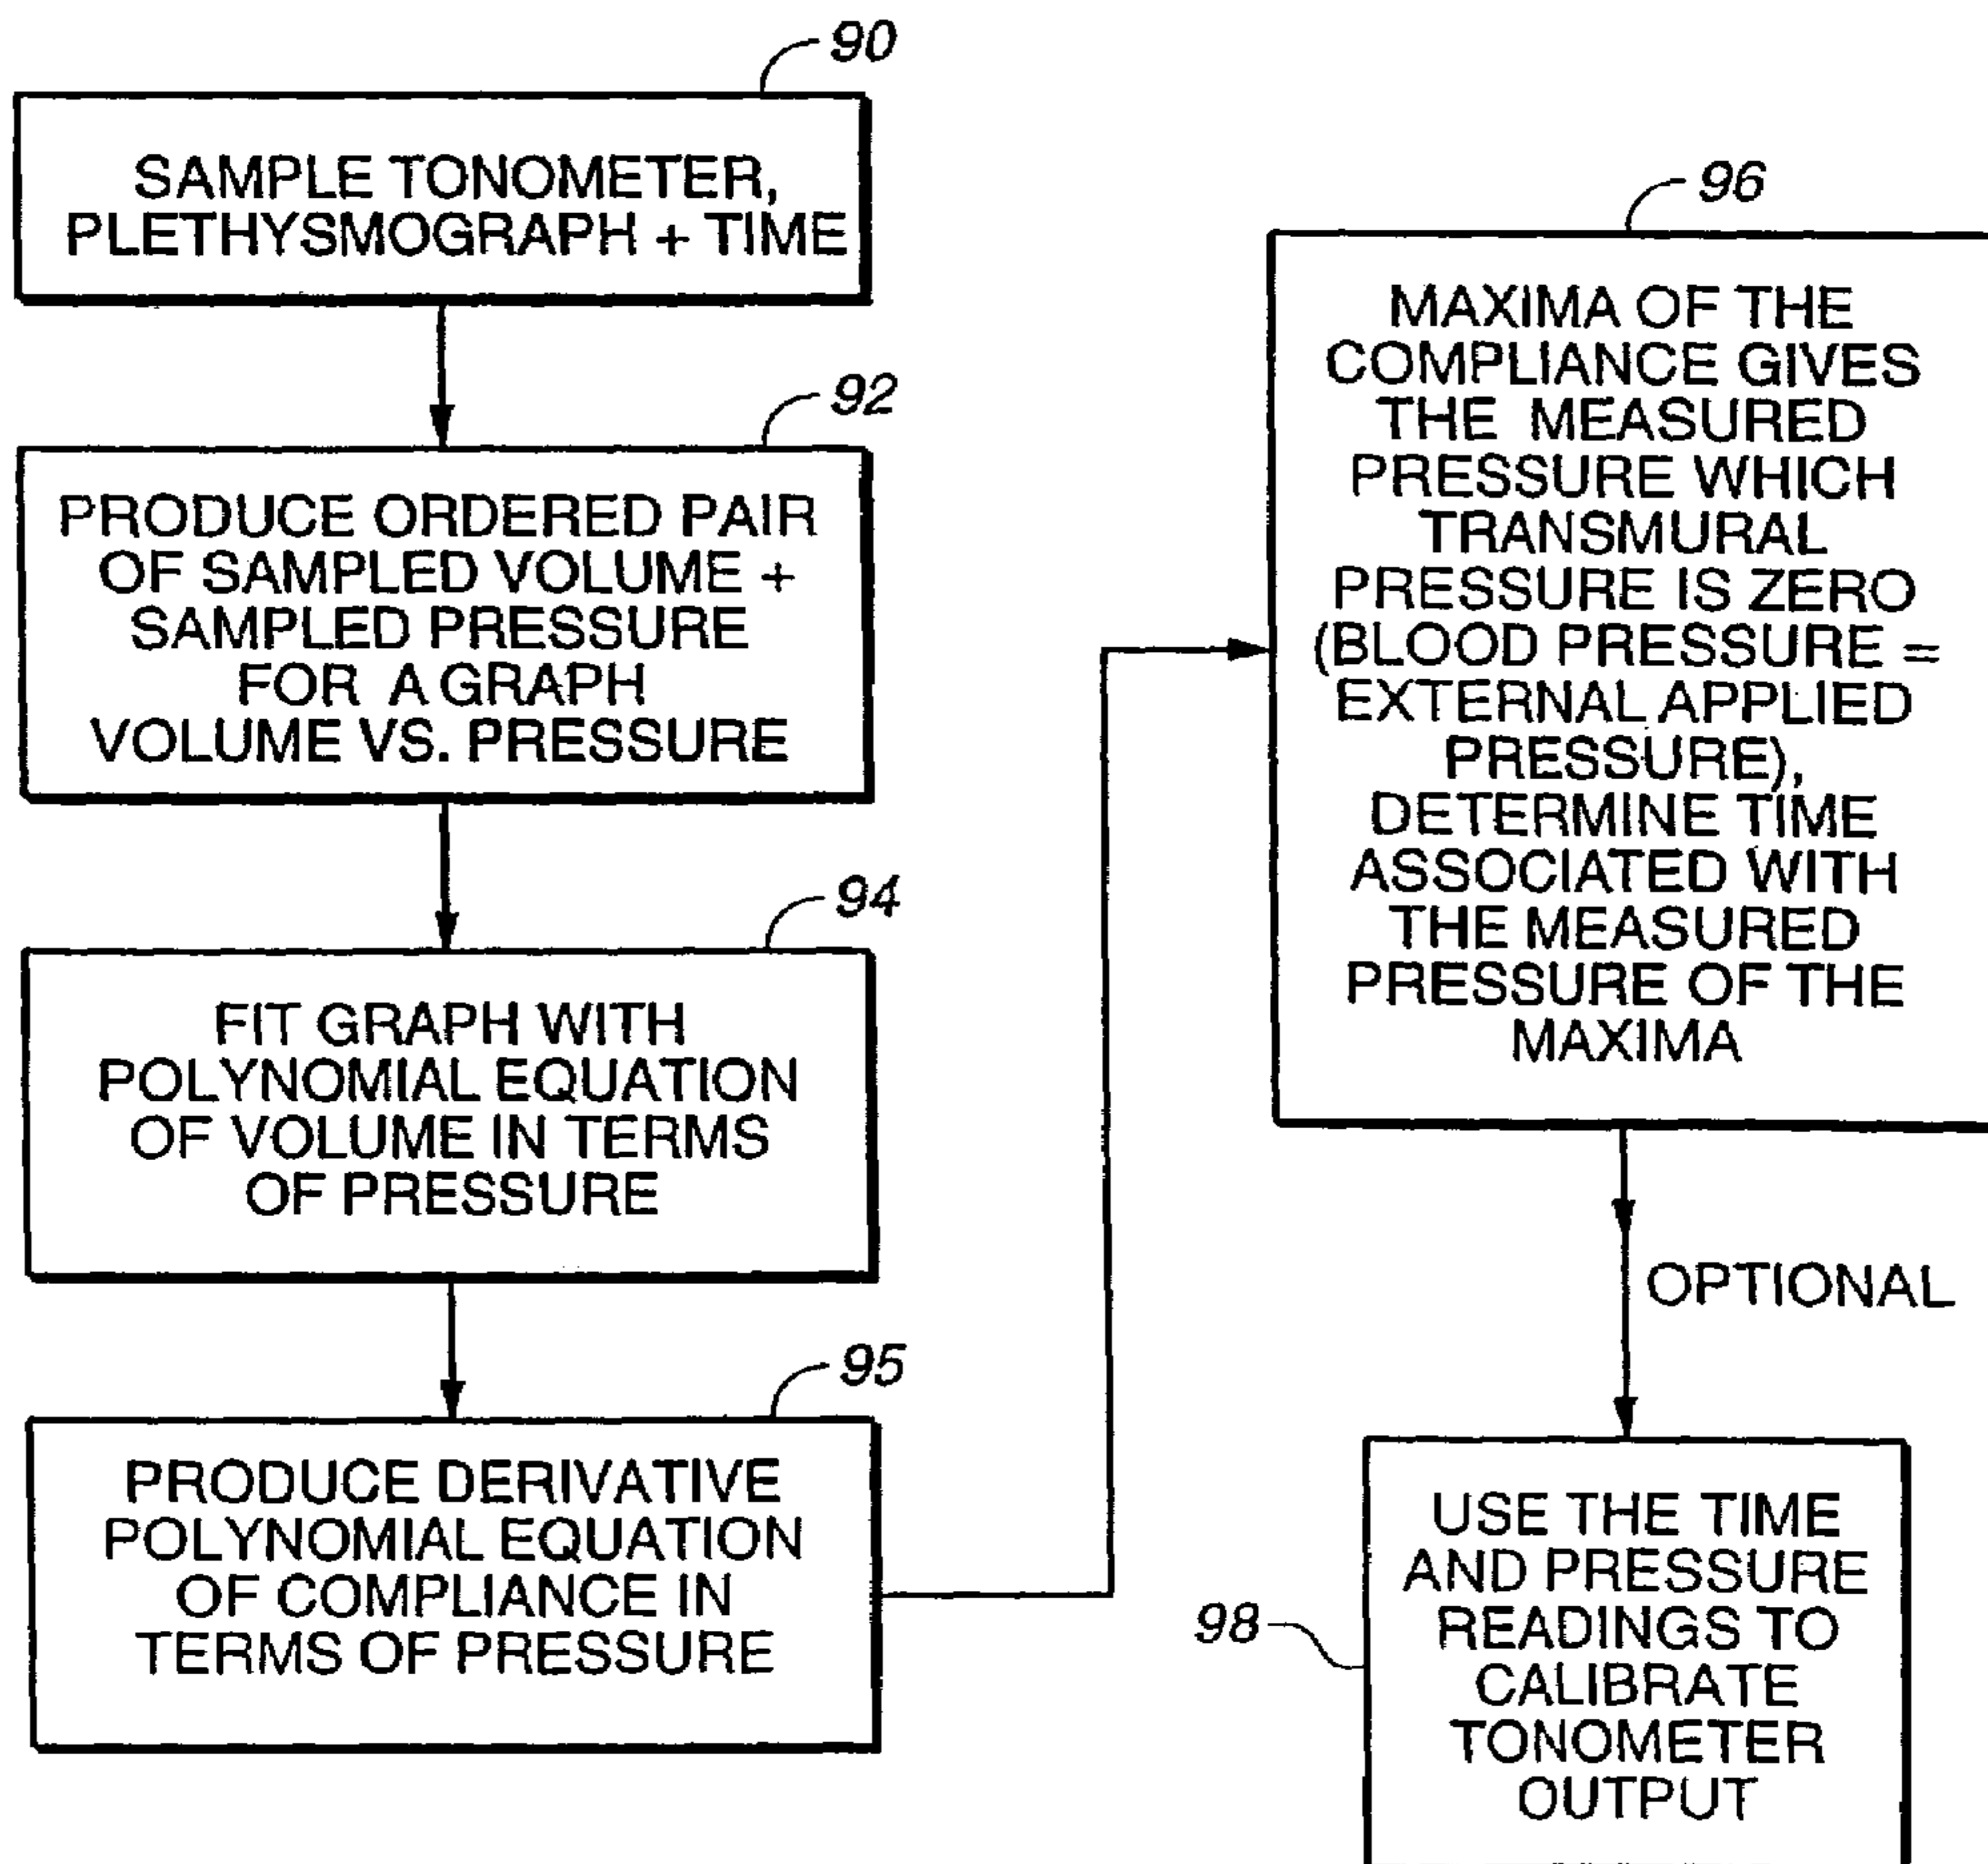 90
SAMPLE TONOMETER,
PLETHYSMOGRAPH + TIME
92
PRODUCE ORDERED PAIR
OF SAMPLED VOLUME +
SAMPLED PRESSURE
FOR A GRAPH
VOLUME VS. PRESSURE
94
FIT GRAPH WITH
POLYNOMIAL EQUATION
OF VOLUME IN TERMS
OF PRESSURE
95
PRODUCE DERIVATIVE
POLYNOMIAL EQUATION
OF COMPLIANCE IN
TERMS OF PRESSURE
96
MAXIMA OF THE
COMPLIANCE GIVES
THE MEASURED
PRESSURE WHICH
TRANSMURAL
PRESSURE IS ZERO
(BLOOD PRESSURE =
EXTERNAL APPLIED
PRESSURE),
DETERMINE TIME
ASSOCIATED WITH
THE MEASURED
PRESSURE OF THE
MAXIMA
OPTIONAL
98
USE THE TIME
AND PRESSURE
READINGS TO
CALIBRATE
TONOMETER
OUTPUT